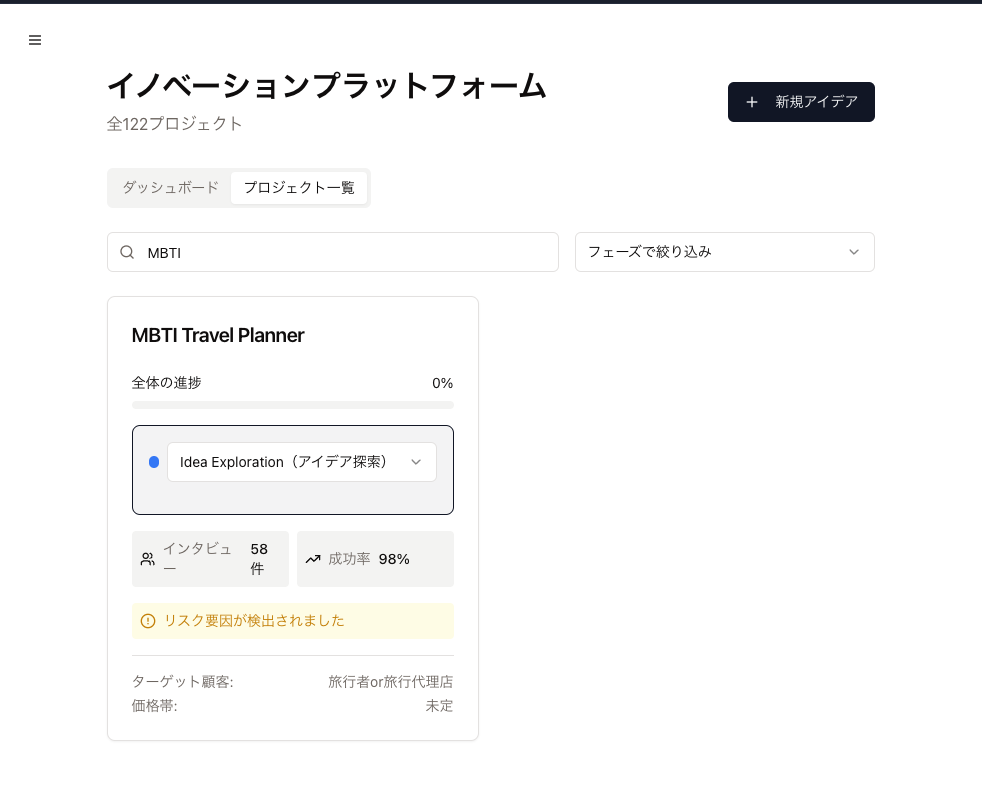 イノベーションプラットフォーム
全122プロジェクト
新規アイデア
ダッシュボード
プロジェクト一覧
MBTI
フェーズで絞り込み
MBTI Travel Planner
全体の進捗
0%
Idea Exploration（アイデア探索）
インタビュ
ー
58
件
成功率 98%
リスク要因が検出されました
ターゲット顧客:
旅行者or旅行代理店
価格帯:
未定